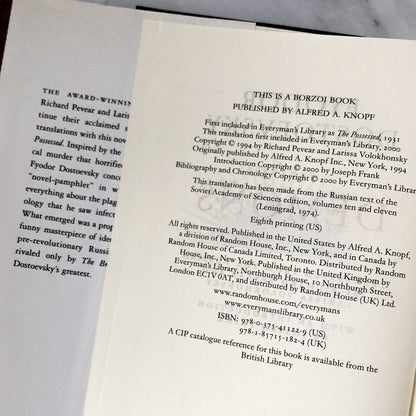 THE AWARD-WINNIN
Richard Pevear and Larissa
tinue their acclaimed s
translations with this nov
Possessed. Inspired by the
cal murder that horrified
Fyodor Dostoevsky conce
"novel-pamphlet" in w
everything about the plag
ology that he saw infect
What emerged was a prop
funny masterpiece of ideo
pre-revolutionary Russi
rivaled only by The Br
Dostoevsky's greatest.
THIS IS A BORZOI BOOK
PUBLISHED BY ALFRED A. KNOPF
First included in Everyman's Library as The Possessed, 1931
This translation first included in Everyman's Library, 2000
Copyright © 1994 by Richard Pevear and Larissa Volokhonsky
Originally published by Alfred A. Knopf Inc., New York, 1994
Introduction Copyright © 2000 by Joseph Frank
Bibliography and Chronology Copyright © 2000 by Everyman's Librar
This translation has been made from the Russian text of the
Soviet Academy of Sciences edition, volumes ten and eleven
(Leningrad, 1974).
Eighth printing (US)
All rights reserved. Published in the United States by Alfred A. Knopf,
a division of Random House, Inc., New York, and in Canada by
Random House of Canada Limited, Toronto. Distributed by Random
House, Inc., New York. Published in the United Kingdom by
Everyman's Library, Northburgh House, 10 Northburgh Street,
London EC1V 0AT, and distributed by Random House (UK) Ltd.
www.randomhouse.com/everymans
www.everymanslibrary.co.uk
ISBN: 978-0-375-41122-9 (US)
978-1-85715-182-4 (UK)
A CIP catalogue reference for this book is available from the
British Library